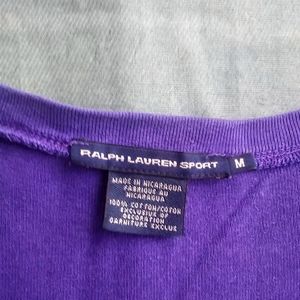 RALPH LAUREN SPORT
M
MADE IN NICARAGUA
FABRIQUÉ AU
NICARAGUA
100% COTTON/COTON
EXCLUSIVE OF
DECORATION
GARNITURE EXCLUE